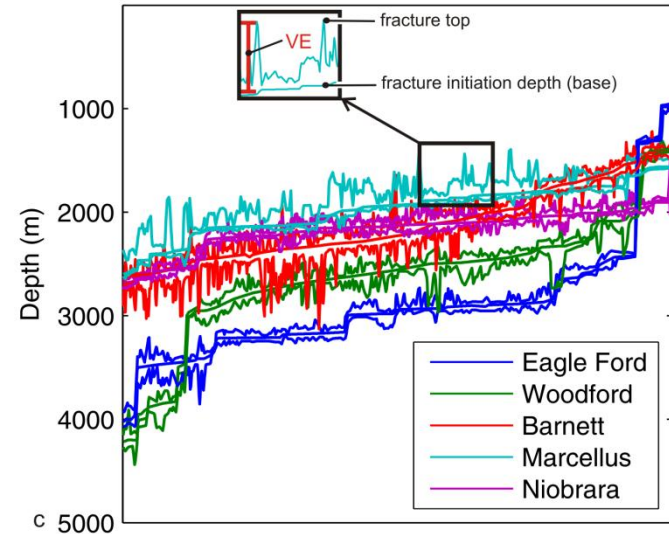 fracture top
VE
fracture initiation depth (base)
1000
2000
3000
4000
5000
Depth (m)
Eagle Ford
Woodford
Barnett
Marcellus
Niobrara
C